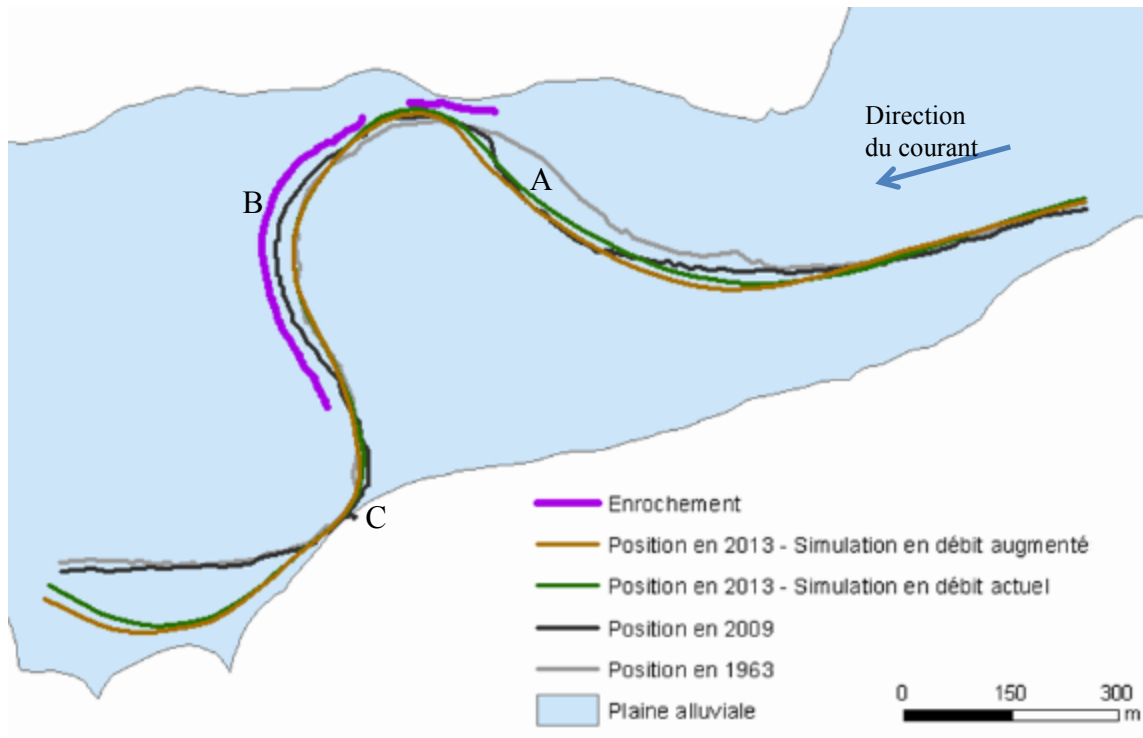 Direction
du courant
A
B
C
Enrochement
Position en 2013 - Simulation en débit augmenté
Position en 2013 - Simulation en débit actuel
Position en 2009
Position en 1963
Plaine alluviale
0 150 300
m